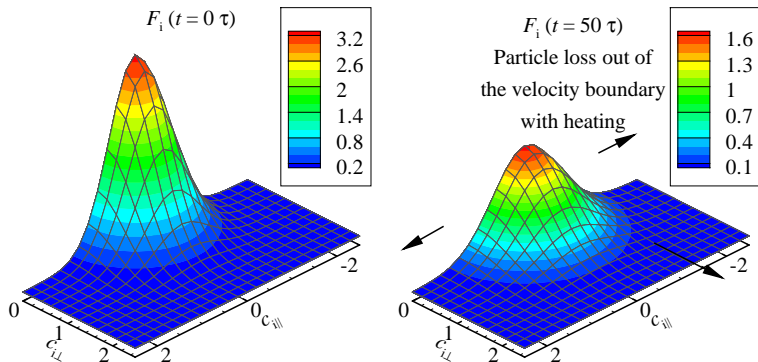 F_i (t = 0 τ)
3.2
2.6
2
1.4
0.8
0.2
0
1
2
c_i⊥
2
0
-2
c_i||
F_i (t = 50 τ)
Particle loss out of
the velocity boundary
with heating
1.6
1.3
1
0.7
0.4
0.1
0
1
2
c_i⊥
2
0
-2
c_i||